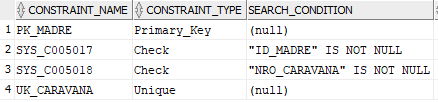 CONSTRAINT_NAME CONSTRAINT_TYPE SEARCH_CONDITION
1 PK_MADRE Primary_Key (null)
2 SYS_C005017 Check "ID_MADRE" IS NOT NULL
3 SYS_C005018 Check "NRO_CARAVANA" IS NOT NULL
4 UK_CARAVANA Unique (null)